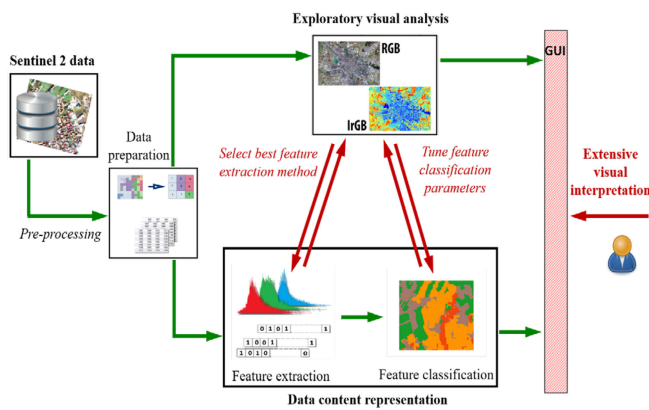 Exploratory visual analysis
Sentinel 2 data
RGB
IrGB
GUI
Data
preparation
Select best feature
extraction method
Tune feature
classification
parameters
Extensive
visual
interpretation
Pre-processing
0 1 0 1 1
1 0 0 1 1
1 0 1 0 0
Feature extraction
Feature classification
Data content representation